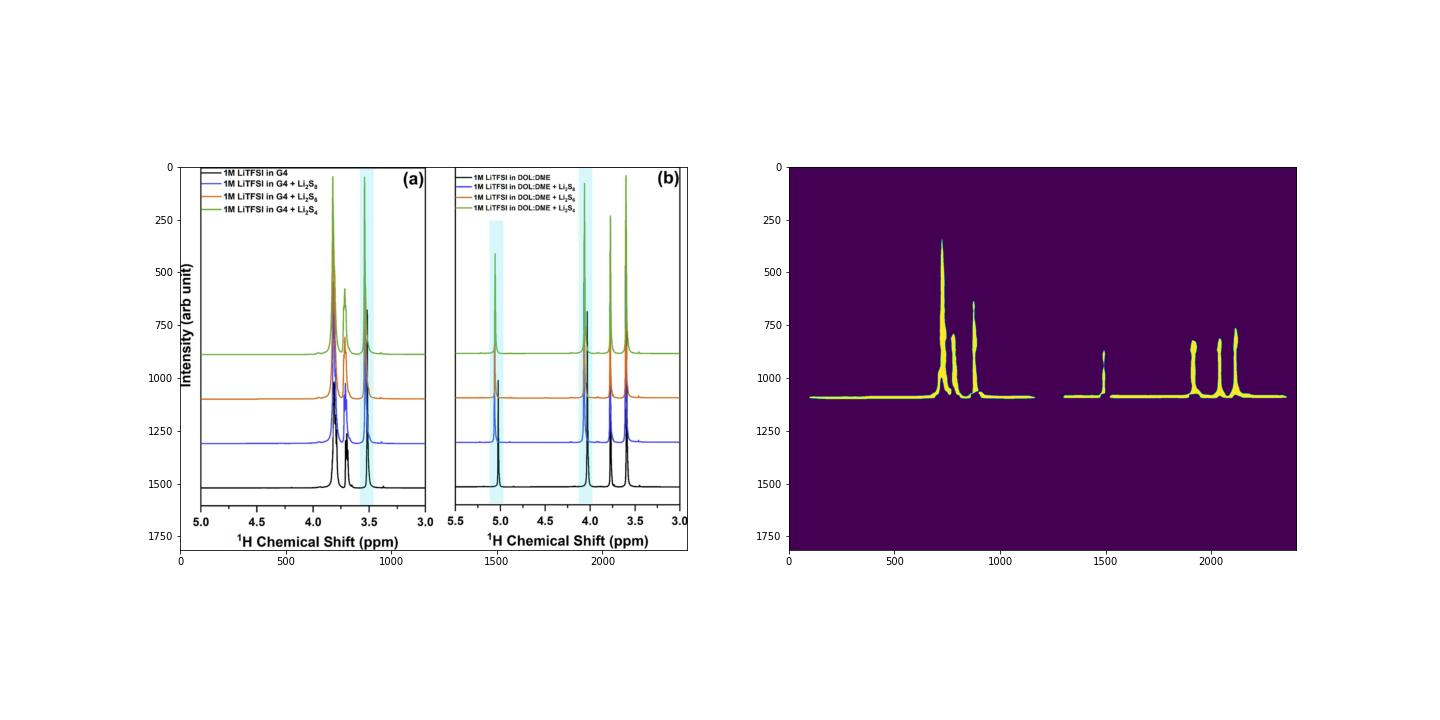 0
250
500
750
1000
1250
1500
1750
0
500
1000
1500
2000
Intensity (arb unit)
1M LiTFSI in G4
1M LiTFSI in G4 + Li₂S₈
1M LiTFSI in G4 + Li₂S₆
1M LiTFSI in G4 + Li₂S₄
(a)
5.0
4.5
4.0
3.5
3.0
¹H Chemical Shift (ppm)
1M LiTFSI in DOL:DME
1M LiTFSI in DOL:DME + Li₂S₈
1M LiTFSI in DOL:DME + Li₂S₆
1M LiTFSI in DOL:DME + Li₂S₄
(b)
5.5
5.0
4.5
4.0
3.5
3.0
¹H Chemical Shift (ppm)
0
250
500
750
1000
1250
1500
1750
0
500
1000
1500
2000